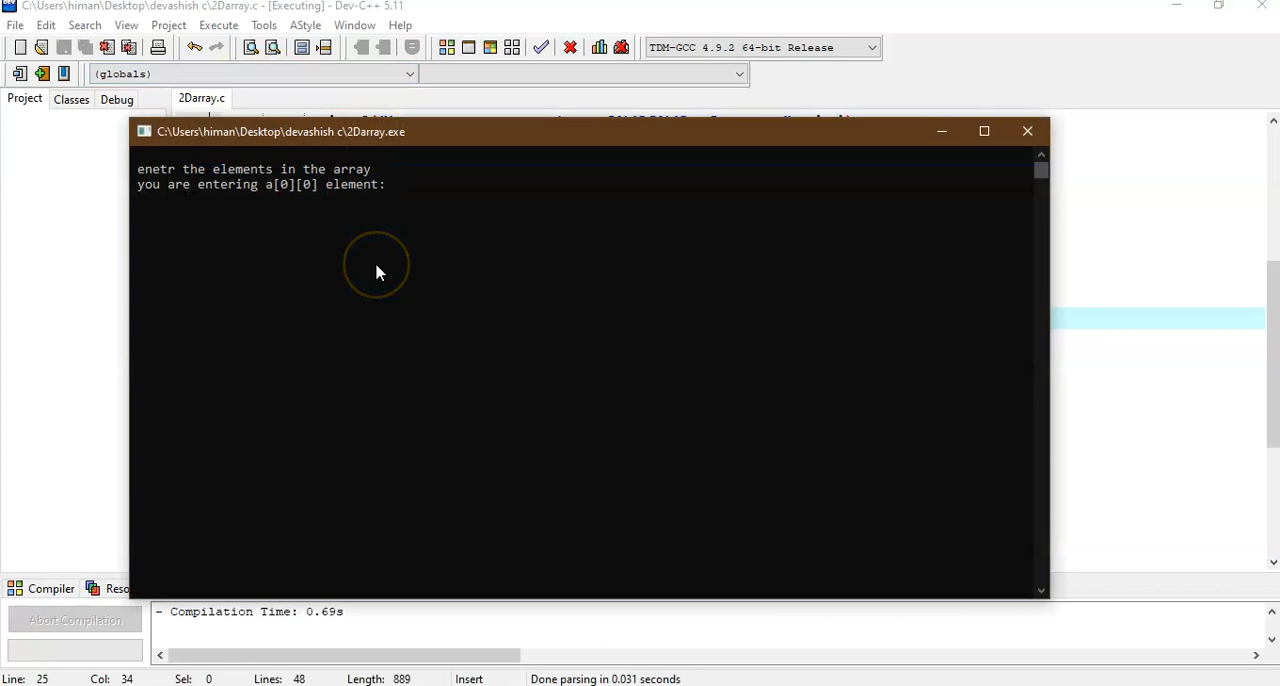 C:\Users\himan\Desktop\devashish c\2Darray.c - [Executing] - Dev-C++ 5.11
File Edit Search View Project Execute Tools AStyle Window Help
TDM-GCC 4.9.2 64-bit Release
(globals)
Project Classes Debug 2Darray.c
C:\Users\himan\Desktop\devashish c\2Darray.exe
enetr the elements in the array
you are entering a[0][0] element:
Compiler Reso
Abort Compilation
- Compilation Time: 0.69s
Line: 25 Col: 34 Sel: 0 Lines: 48 Length: 889 Insert Done parsing in 0.031 seconds